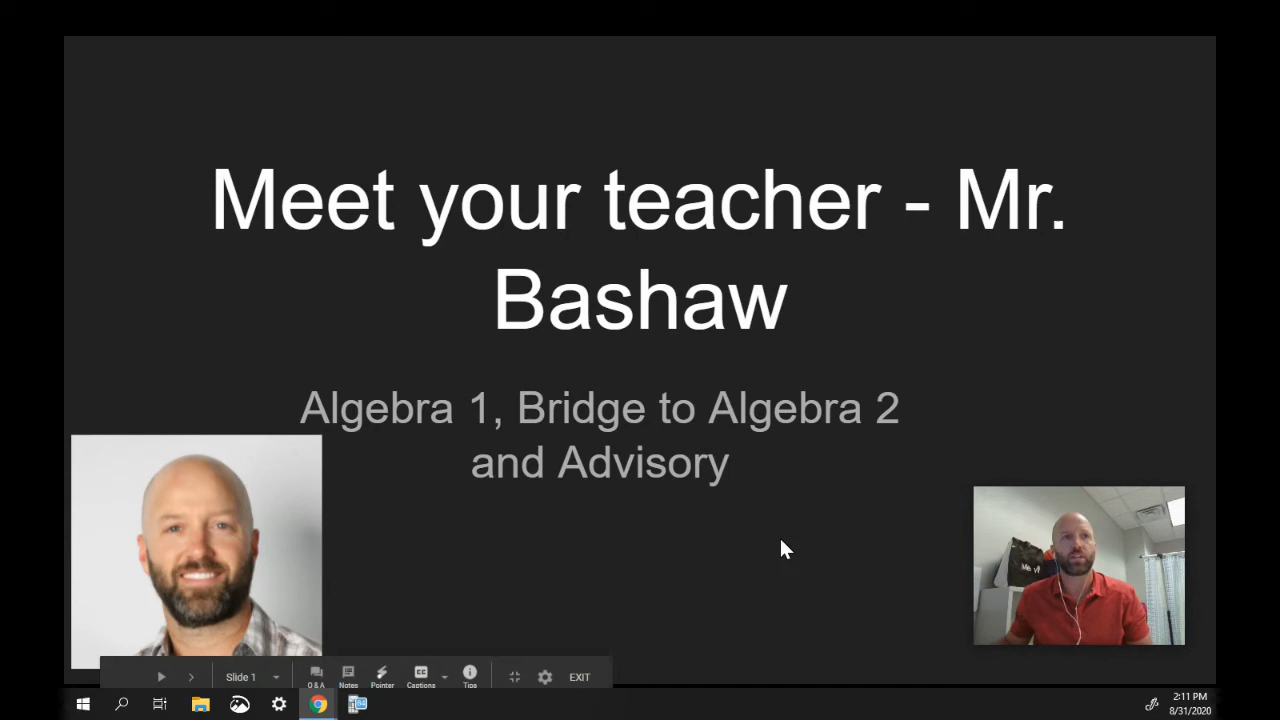 Meet your teacher - Mr.
Bashaw
Algebra 1, Bridge to Algebra 2
and Advisory
Slide 1
Q & A
Notes
Pointer
Captions
Tips
EXIT
2:11 PM
8/31/2020